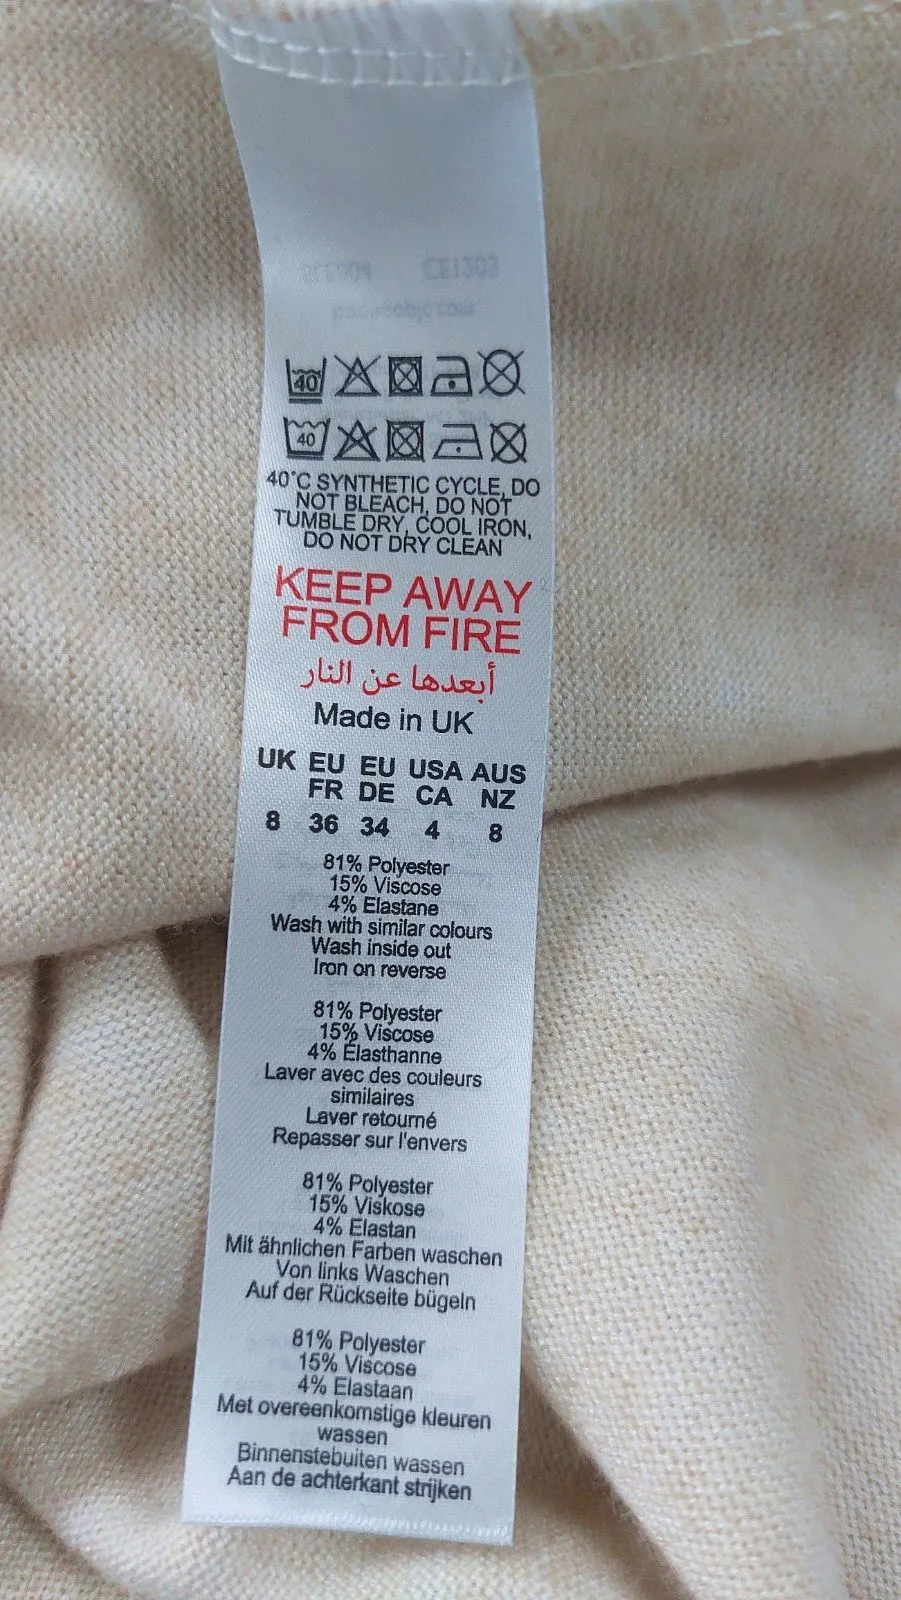 40
40
40°C SYNTHETIC CYCLE, DO
NOT BLEACH, DO NOT
TUMBLE DRY, COOL IRON,
DO NOT DRY CLEAN
KEEP AWAY
FROM FIRE
أبعدها عن النار
Made in UK
UK EU EU USA AUS
FR DE CA NZ
8 36 34 4 8
81% Polyester
15% Viscose
4% Elastane
Wash with similar colours
Wash inside out
Iron on reverse
81% Polyester
15% Viscose
4% Élasthanne
Laver avec des couleurs
similaires
Laver retourné
Repasser sur l'envers
81% Polyester
15% Viskose
4% Elastan
Mit ähnlichen Farben waschen
Von links Waschen
Auf der Rückseite bügeln
81% Polyester
15% Viscose
4% Elastaan
Met overeenkomstige kleuren
wassen
Binnenstebuiten wassen
Aan de achterkant strijken